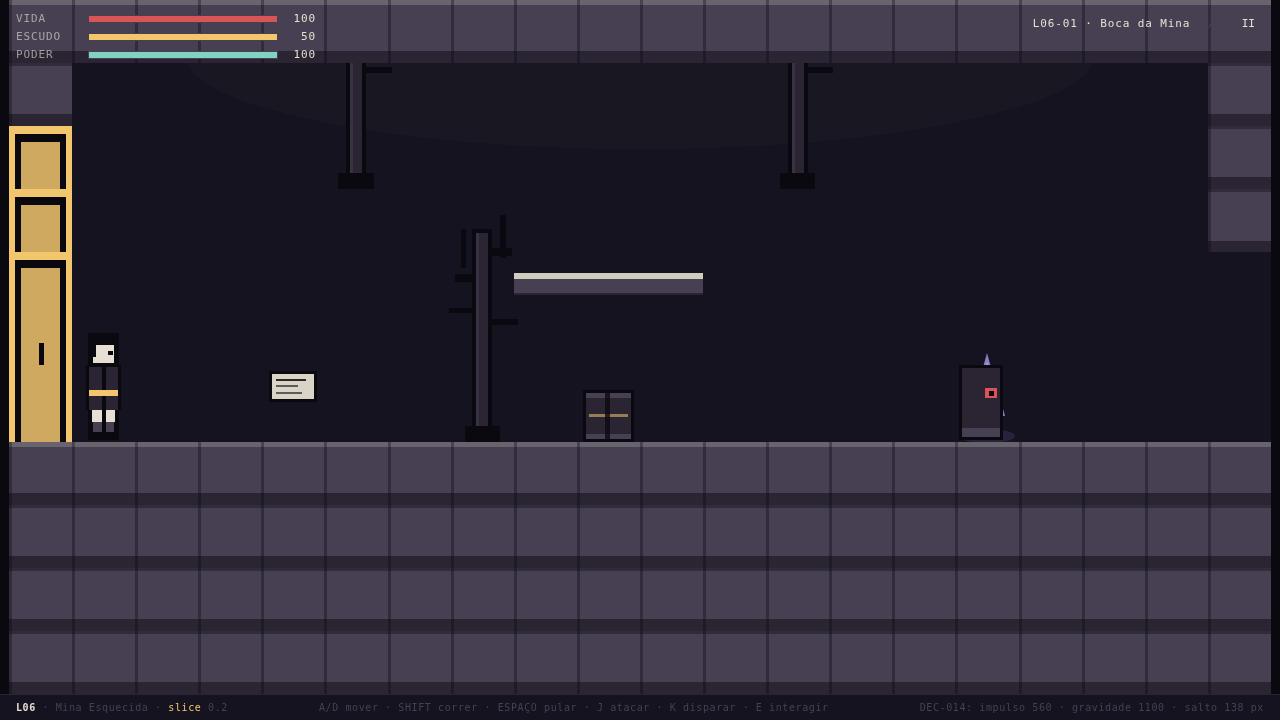 VIDA 100
ESCUDO 50
PODER 100
L06-01 · Boca da Mina II
L06 · Mina Esquecida · slice 0.2
A/D mover · SHIFT correr · ESPAÇO pular · J atacar · K disparar · E interagir
DEC-014: impulso 560 · gravidade 1100 · salto 138 px